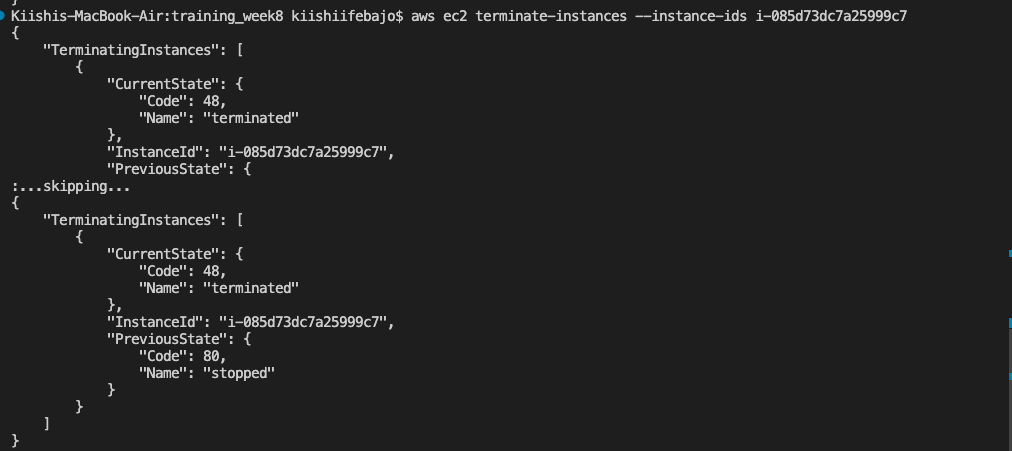 Kiishis-MacBook-Air:training_week8 kiishiifebajo$ aws ec2 terminate-instances --instance-ids i-085d73dc7a25999c7
{
    "TerminatingInstances": [
        {
            "CurrentState": {
                "Code": 48,
                "Name": "terminated"
            },
            "InstanceId": "i-085d73dc7a25999c7",
            "PreviousState": {
:...skipping...
{
    "TerminatingInstances": [
        {
            "CurrentState": {
                "Code": 48,
                "Name": "terminated"
            },
            "InstanceId": "i-085d73dc7a25999c7",
            "PreviousState": {
                "Code": 80,
                "Name": "stopped"
            }
        }
    ]
}